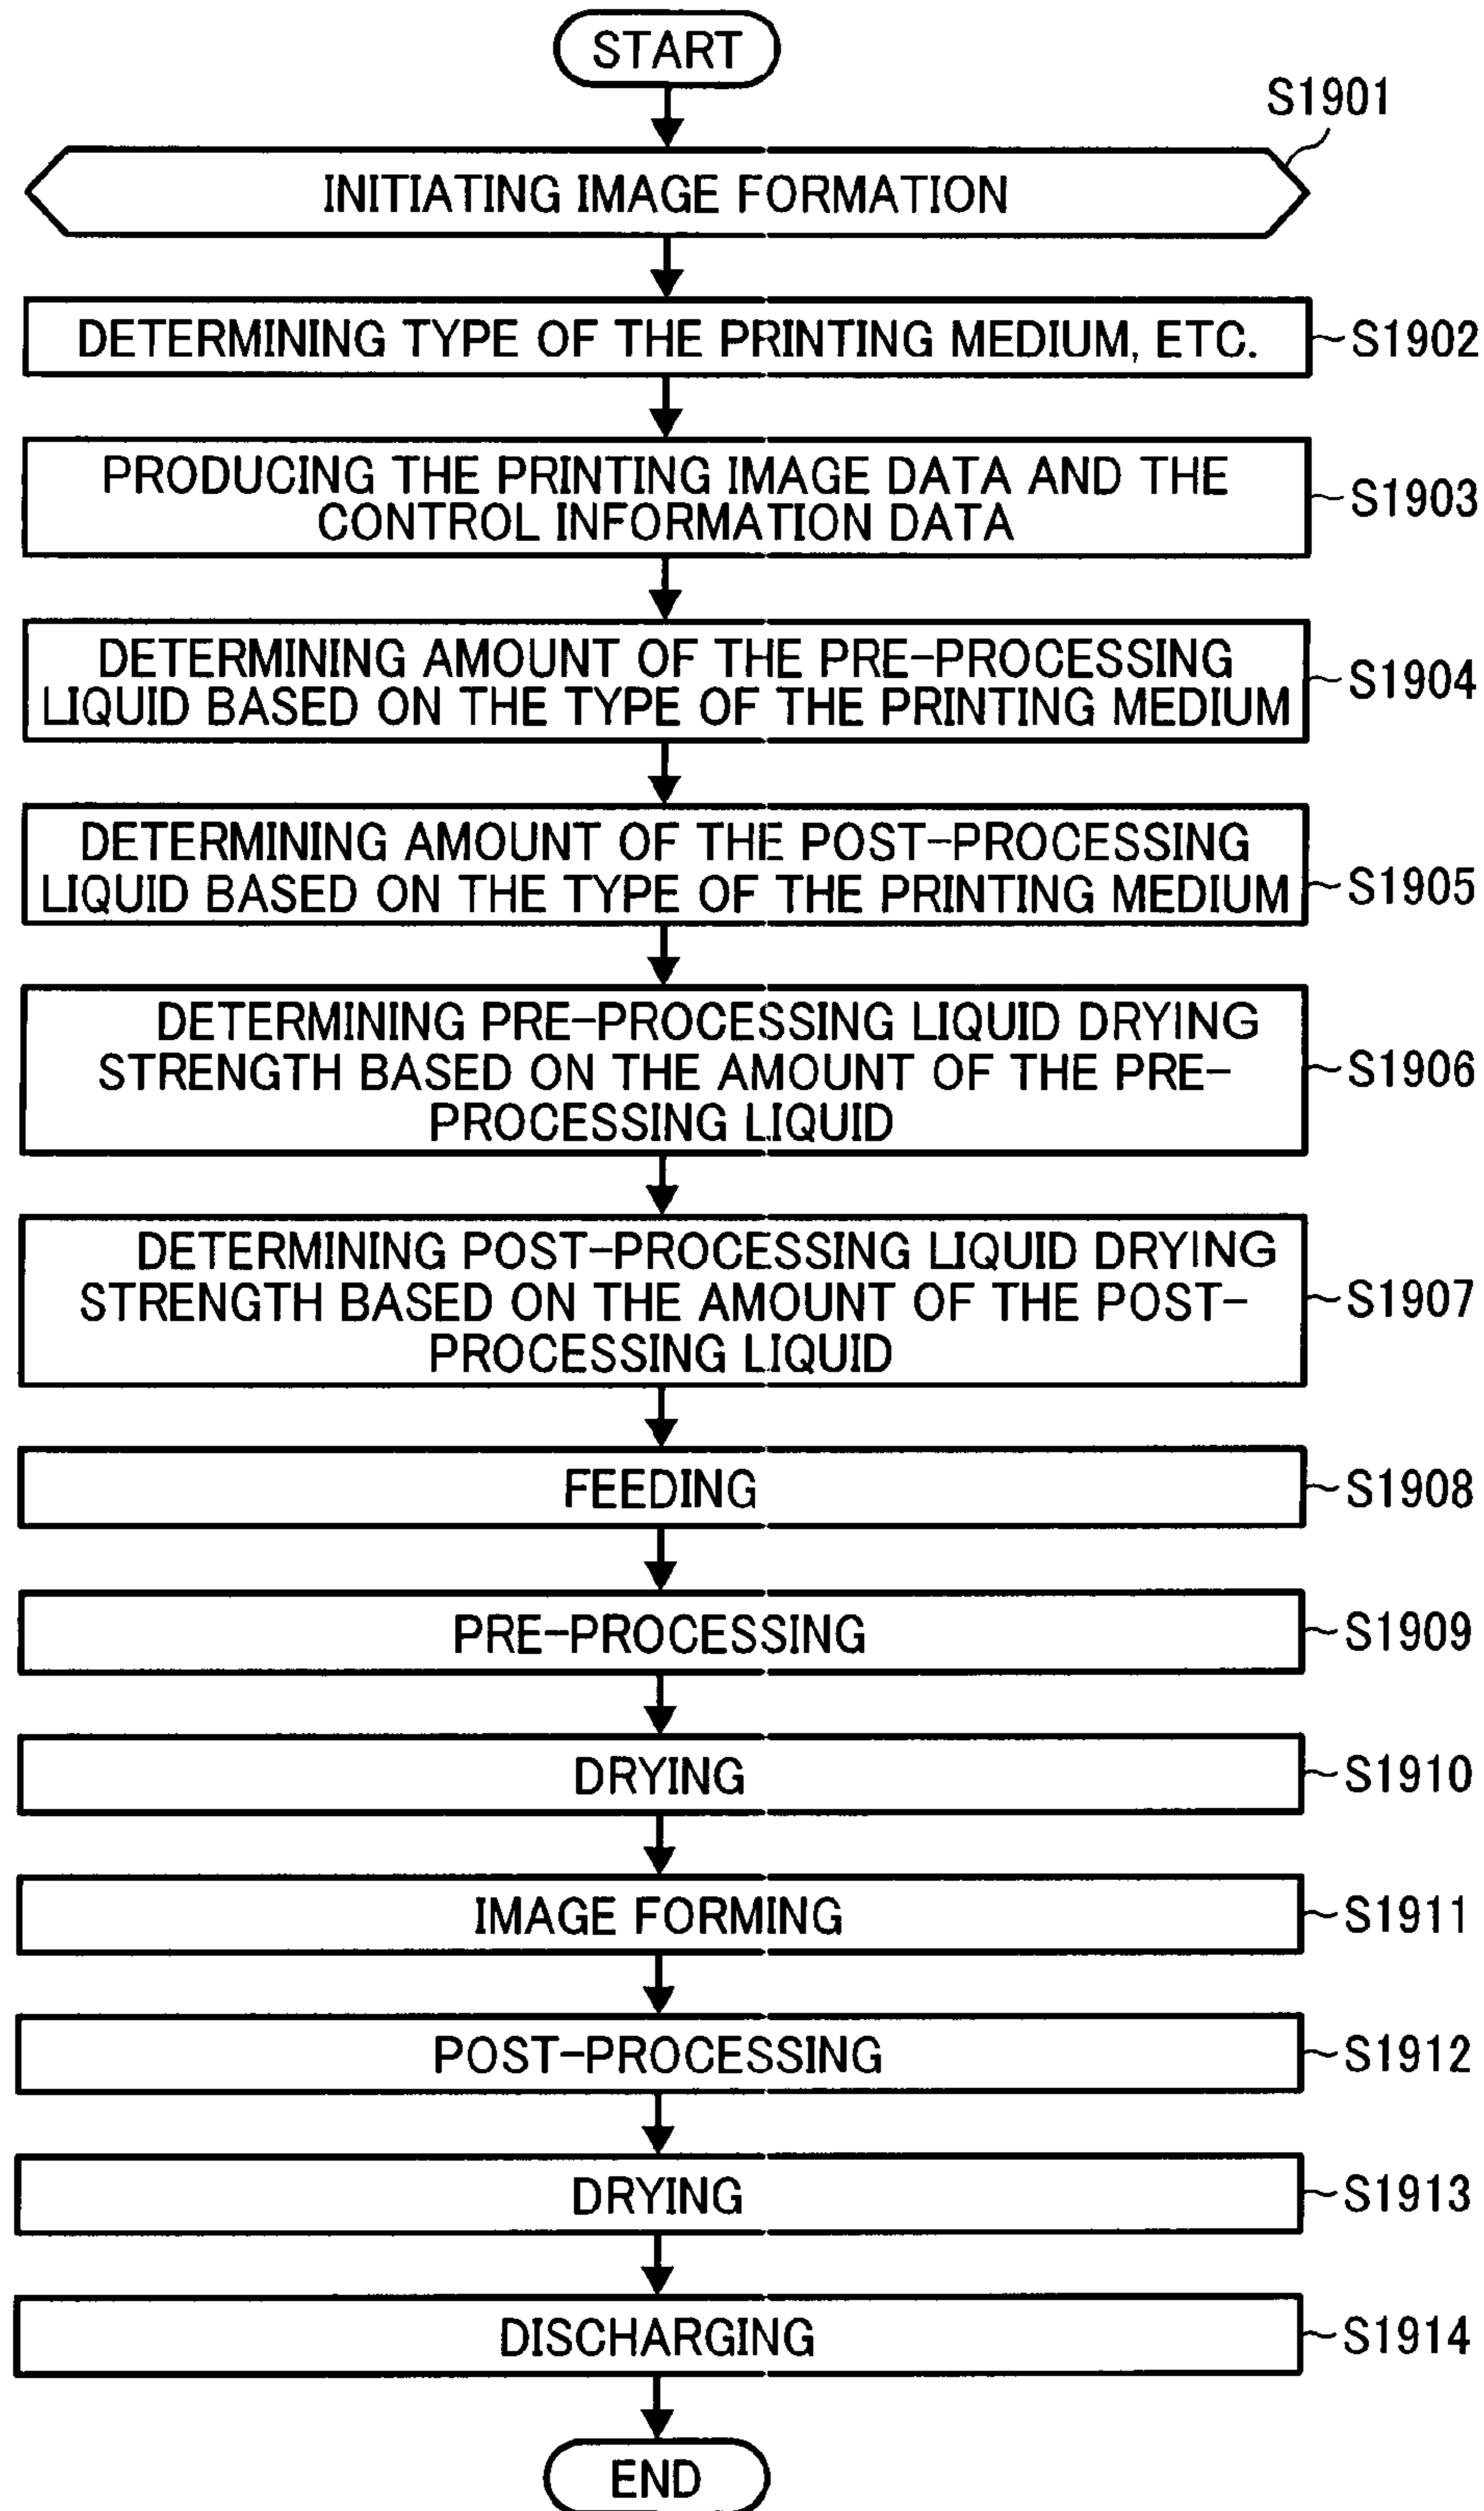 START
S1901
INITIATING IMAGE FORMATION
DETERMINING TYPE OF THE PRINTING MEDIUM, ETC.
S1902
PRODUCING THE PRINTING IMAGE DATA AND THE
CONTROL INFORMATION DATA
S1903
DETERMINING AMOUNT OF THE PRE-PROCESSING
LIQUID BASED ON THE TYPE OF THE PRINTING MEDIUM
S1904
DETERMINING AMOUNT OF THE POST-PROCESSING
LIQUID BASED ON THE TYPE OF THE PRINTING MEDIUM
S1905
DETERMINING PRE-PROCESSING LIQUID DRYING
STRENGTH BASED ON THE AMOUNT OF THE PRE-
PROCESSING LIQUID
S1906
DETERMINING POST-PROCESSING LIQUID DRYING
STRENGTH BASED ON THE AMOUNT OF THE POST-
PROCESSING LIQUID
S1907
FEEDING
S1908
PRE-PROCESSING
S1909
DRYING
S1910
IMAGE FORMING
S1911
POST-PROCESSING
S1912
DRYING
S1913
DISCHARGING
S1914
END